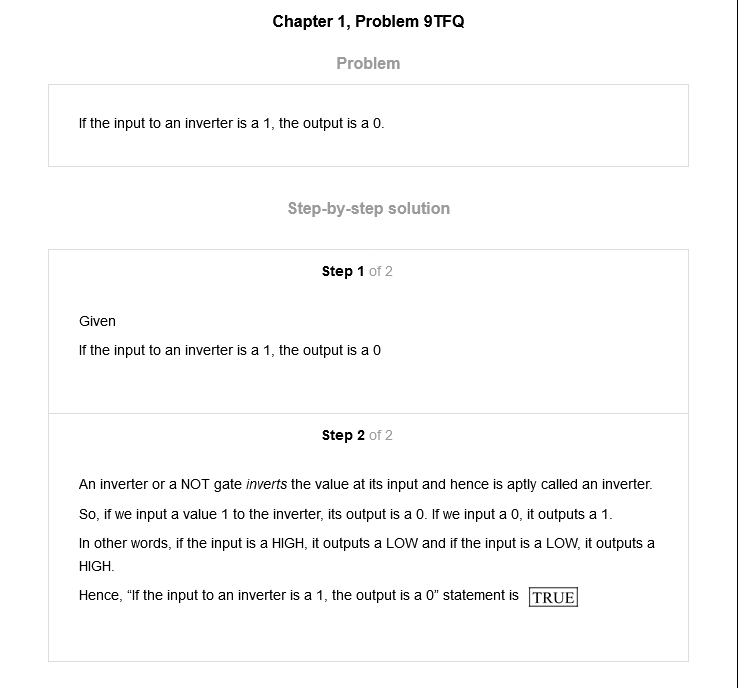 Chapter 1, Problem 9TFQ
Problem
If the input to an inverter is a 1, the output is a 0.
Step-by-step solution
Step 1 of 2
Given
If the input to an inverter is a 1, the output is a 0
Step 2 of 2
An inverter or a NOT gate inverts the value at its input and hence is aptly called an inverter.
So, if we input a value 1 to the inverter, its output is a 0. If we input a 0, it outputs a 1.
In other words, if the input is a HIGH, it outputs a LOW and if the input is a LOW, it outputs a
HIGH.
Hence, “If the input to an inverter is a 1, the output is a 0” statement is TRUE